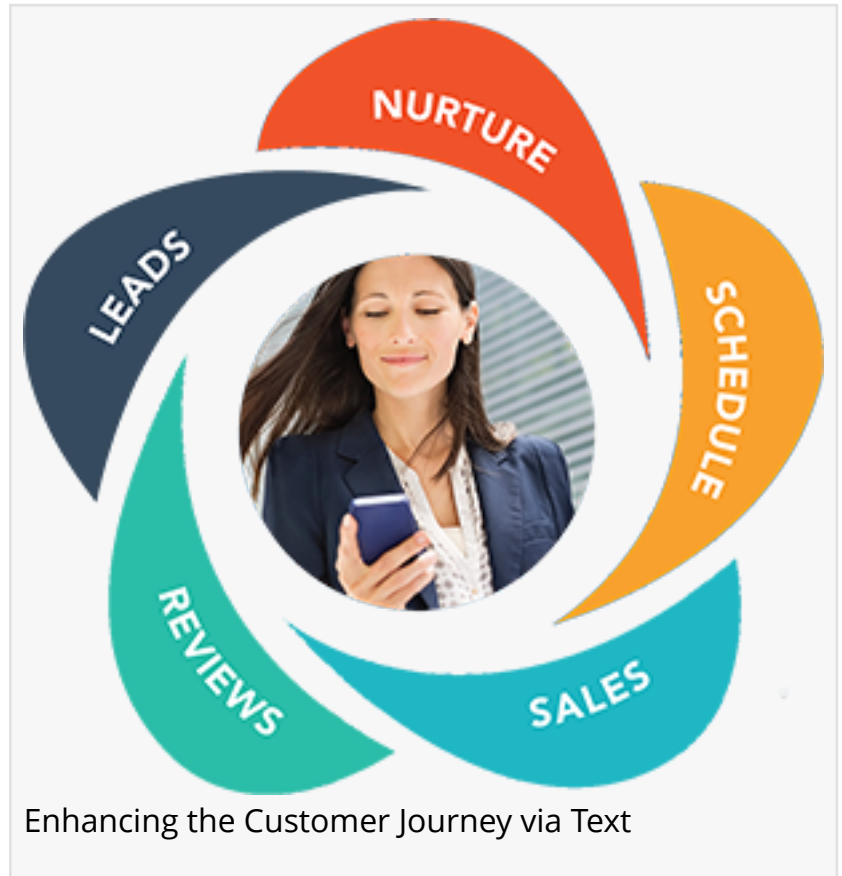 NURTURE
LEADS
SCHEDULE
REVIEWS
SALES
Enhancing the Customer Journey via Text